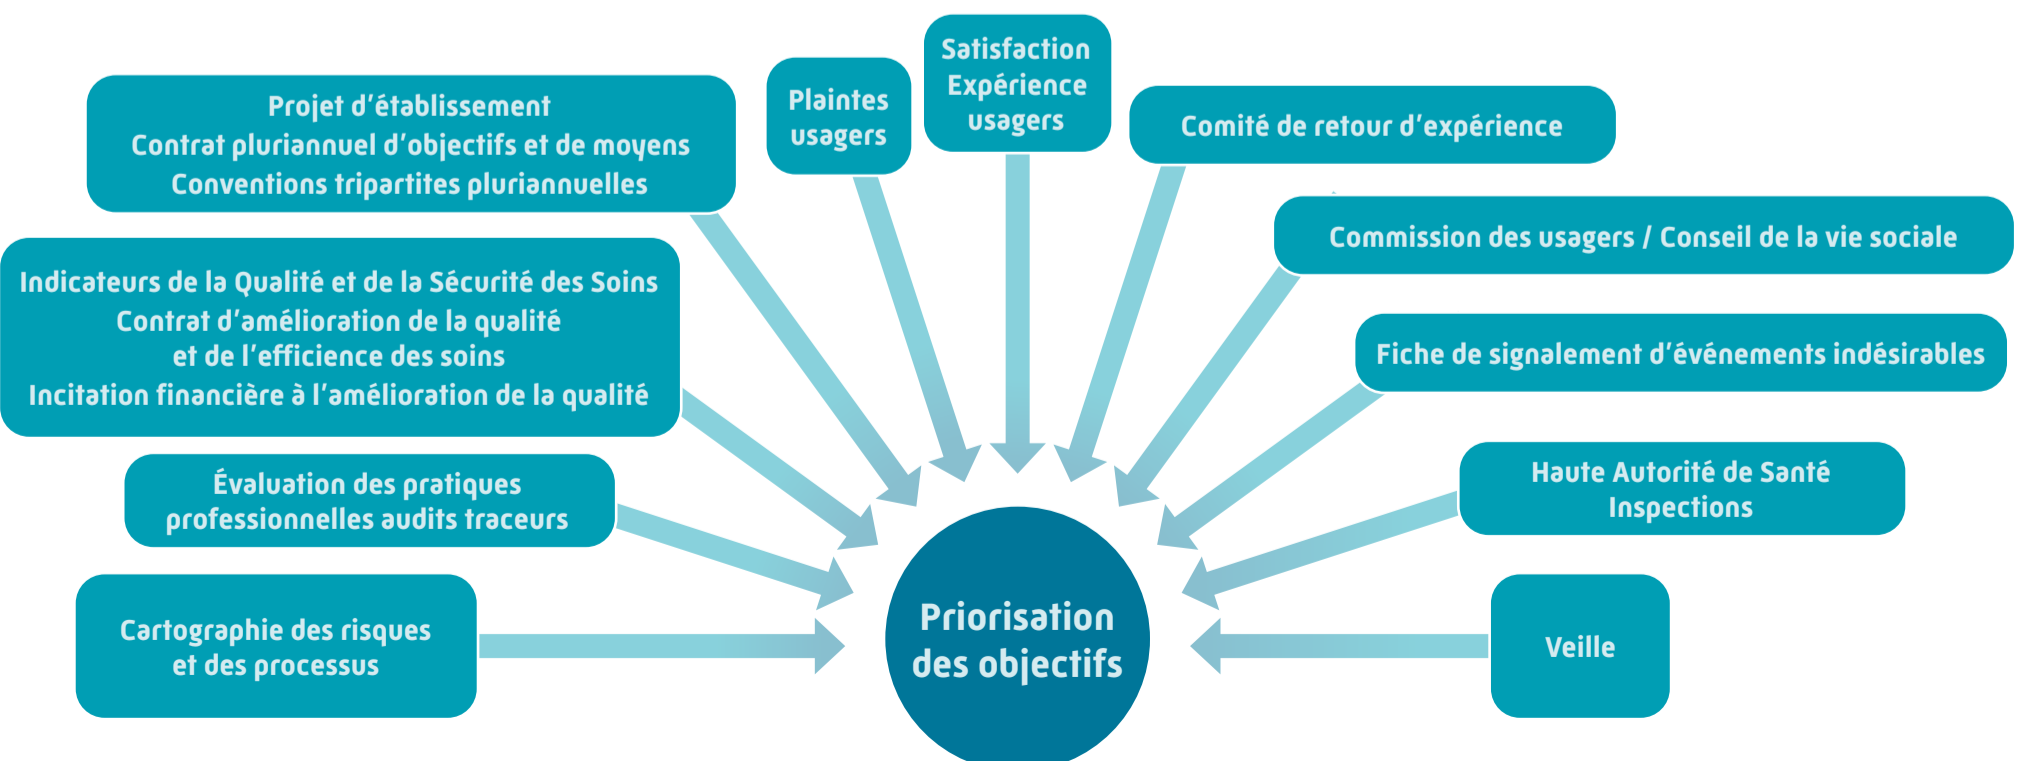 Projet d'établissement
Contrat pluriannuel d'objectifs et de moyens
Conventions tripartites pluriannuelles
Plaintes
usagers
Satisfaction
Expérience
usagers
Comité de retour d'expérience
Commission des usagers / Conseil de la vie sociale
Indicateurs de la Qualité et de la Sécurité des Soins
Contrat d'amélioration de la qualité
et de l'efficience des soins
Incitation financière à l'amélioration de la qualité
Fiche de signalement d'événements indésirables
Évaluation des pratiques
professionnelles audits traceurs
Haute Autorité de Santé
Inspections
Cartographie des risques
et des processus
Priorisation
des objectifs
Veille